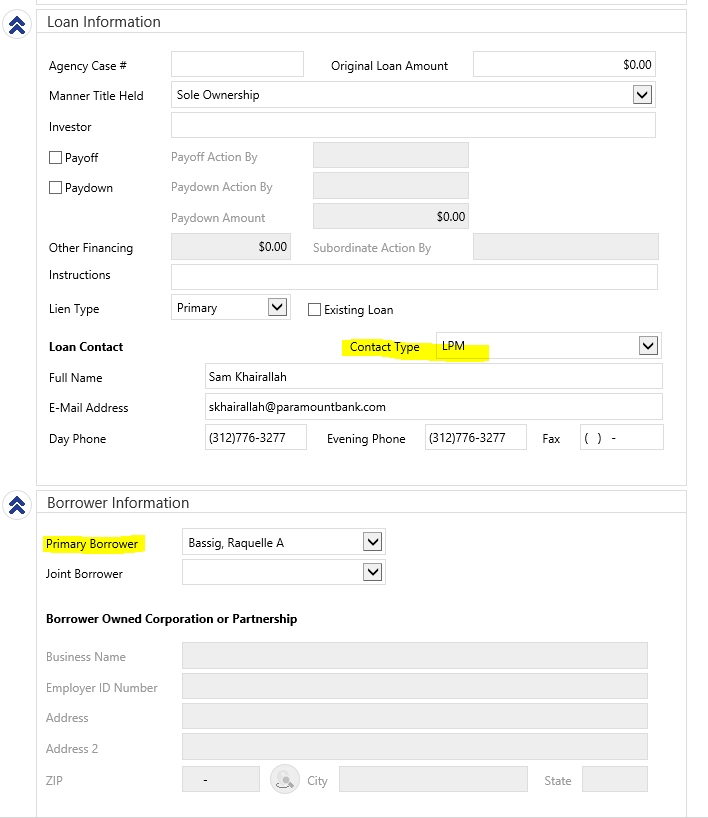 Loan Information
Agency Case # Original Loan Amount $0.00
Manner Title Held Sole Ownership
Investor
Payoff Payoff Action By
Paydown Paydown Action By
Paydown Amount $0.00
Other Financing $0.00 Subordinate Action By
Instructions
Lien Type Primary Existing Loan
Loan Contact Contact Type LPM
Full Name Sam Khairallah
E-Mail Address skhairallah@paramountbank.com
Day Phone (312)776-3277 Evening Phone (312)776-3277 Fax ( ) -
Borrower Information
Primary Borrower Bassig, Raquelle A
Joint Borrower
Borrower Owned Corporation or Partnership
Business Name
Employer ID Number
Address
Address 2
ZIP - City State